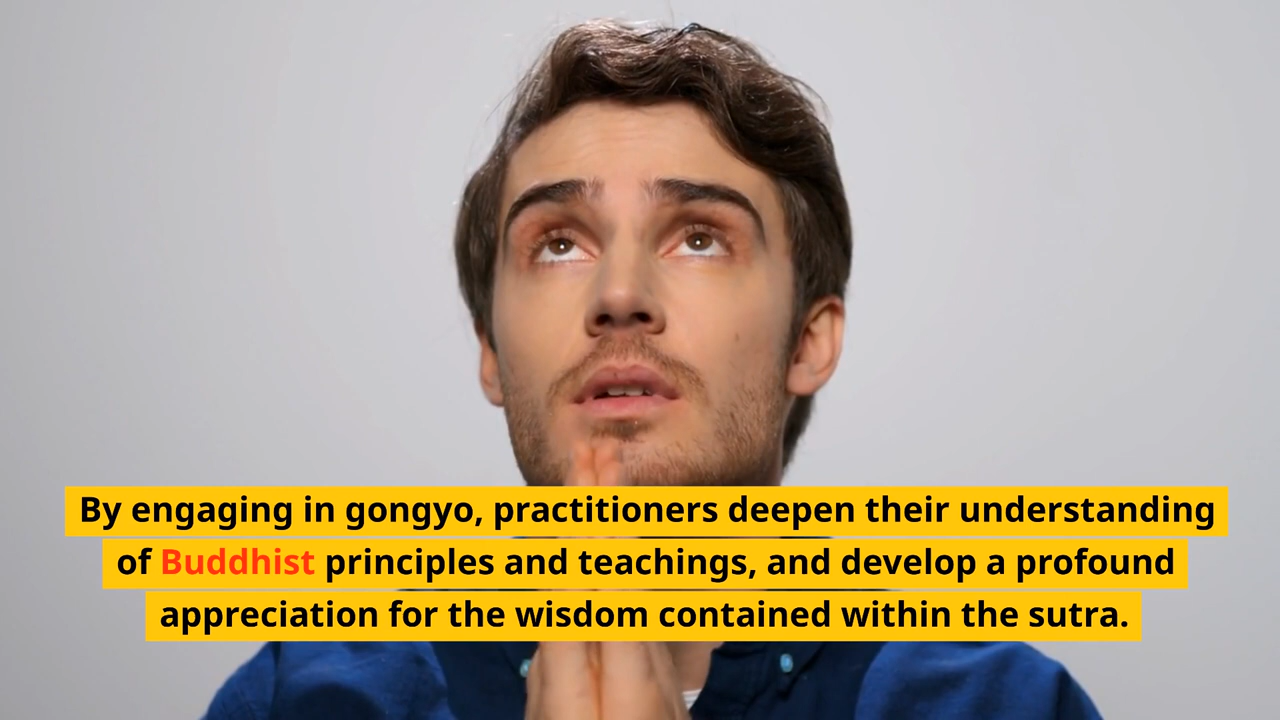 By engaging in gongyo, practitioners deepen their understanding
of Buddhist principles and teachings, and develop a profound
appreciation for the wisdom contained within the sutra.